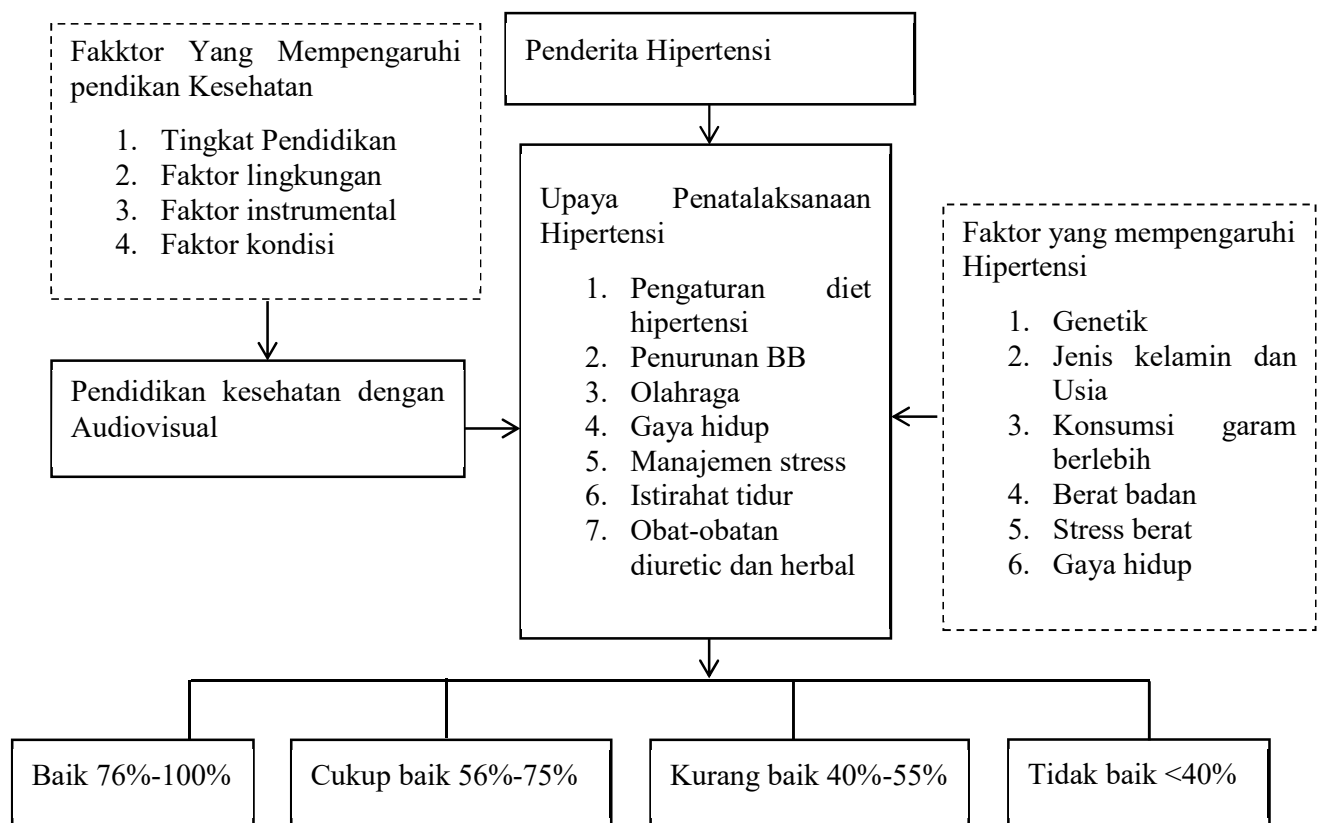 Fakktor Yang Mempengaruhi
pendikan Kesehatan
1. Tingkat Pendidikan
2. Faktor lingkungan
3. Faktor instrumental
4. Faktor kondisi
Penderita Hipertensi
Upaya Penatalaksanaan
Hipertensi
1. Pengaturan diet
hipertensi
2. Penurunan BB
3. Olahraga
4. Gaya hidup
5. Manajemen stress
6. Istirahat tidur
7. Obat-obatan
diuretic dan herbal
Faktor yang mempengaruhi
Hipertensi
1. Genetik
2. Jenis kelamin dan
Usia
3. Konsumsi garam
berlebih
4. Berat badan
5. Stress berat
6. Gaya hidup
Pendidikan kesehatan dengan
Audiovisual
Baik 76%-100%
Cukup baik 56%-75%
Kurang baik 40%-55%
Tidak baik <40%